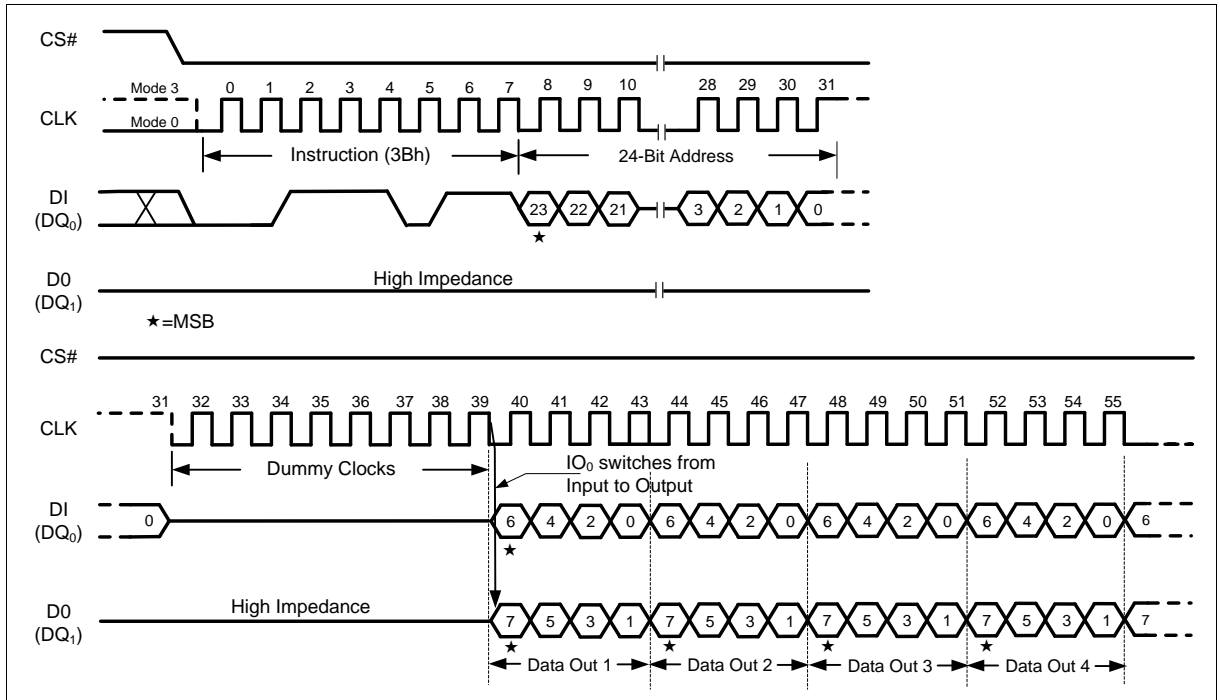 CS#
Mode 3 0 1 2 3 4 5 6 7 8 9 10 28 29 30 31
CLK
Mode 0
Instruction (3Bh) 24-Bit Address
DI
(DQ0) 23 22 21 3 2 1 0
★
D0 High Impedance
(DQ1)
★=MSB
CS#
31 32 33 34 35 36 37 38 39 40 41 42 43 44 45 46 47 48 49 50 51 52 53 54 55
CLK
Dummy Clocks IO0 switches from
Input to Output
DI
(DQ0) 0 6 4 2 0 6 4 2 0 6 4 2 0 6 4 2 0 6
★
D0 High Impedance
(DQ1) 7 5 3 1 7 5 3 1 7 5 3 1 7 5 3 1 7
★ ★ ★ ★
Data Out 1 Data Out 2 Data Out 3 Data Out 4